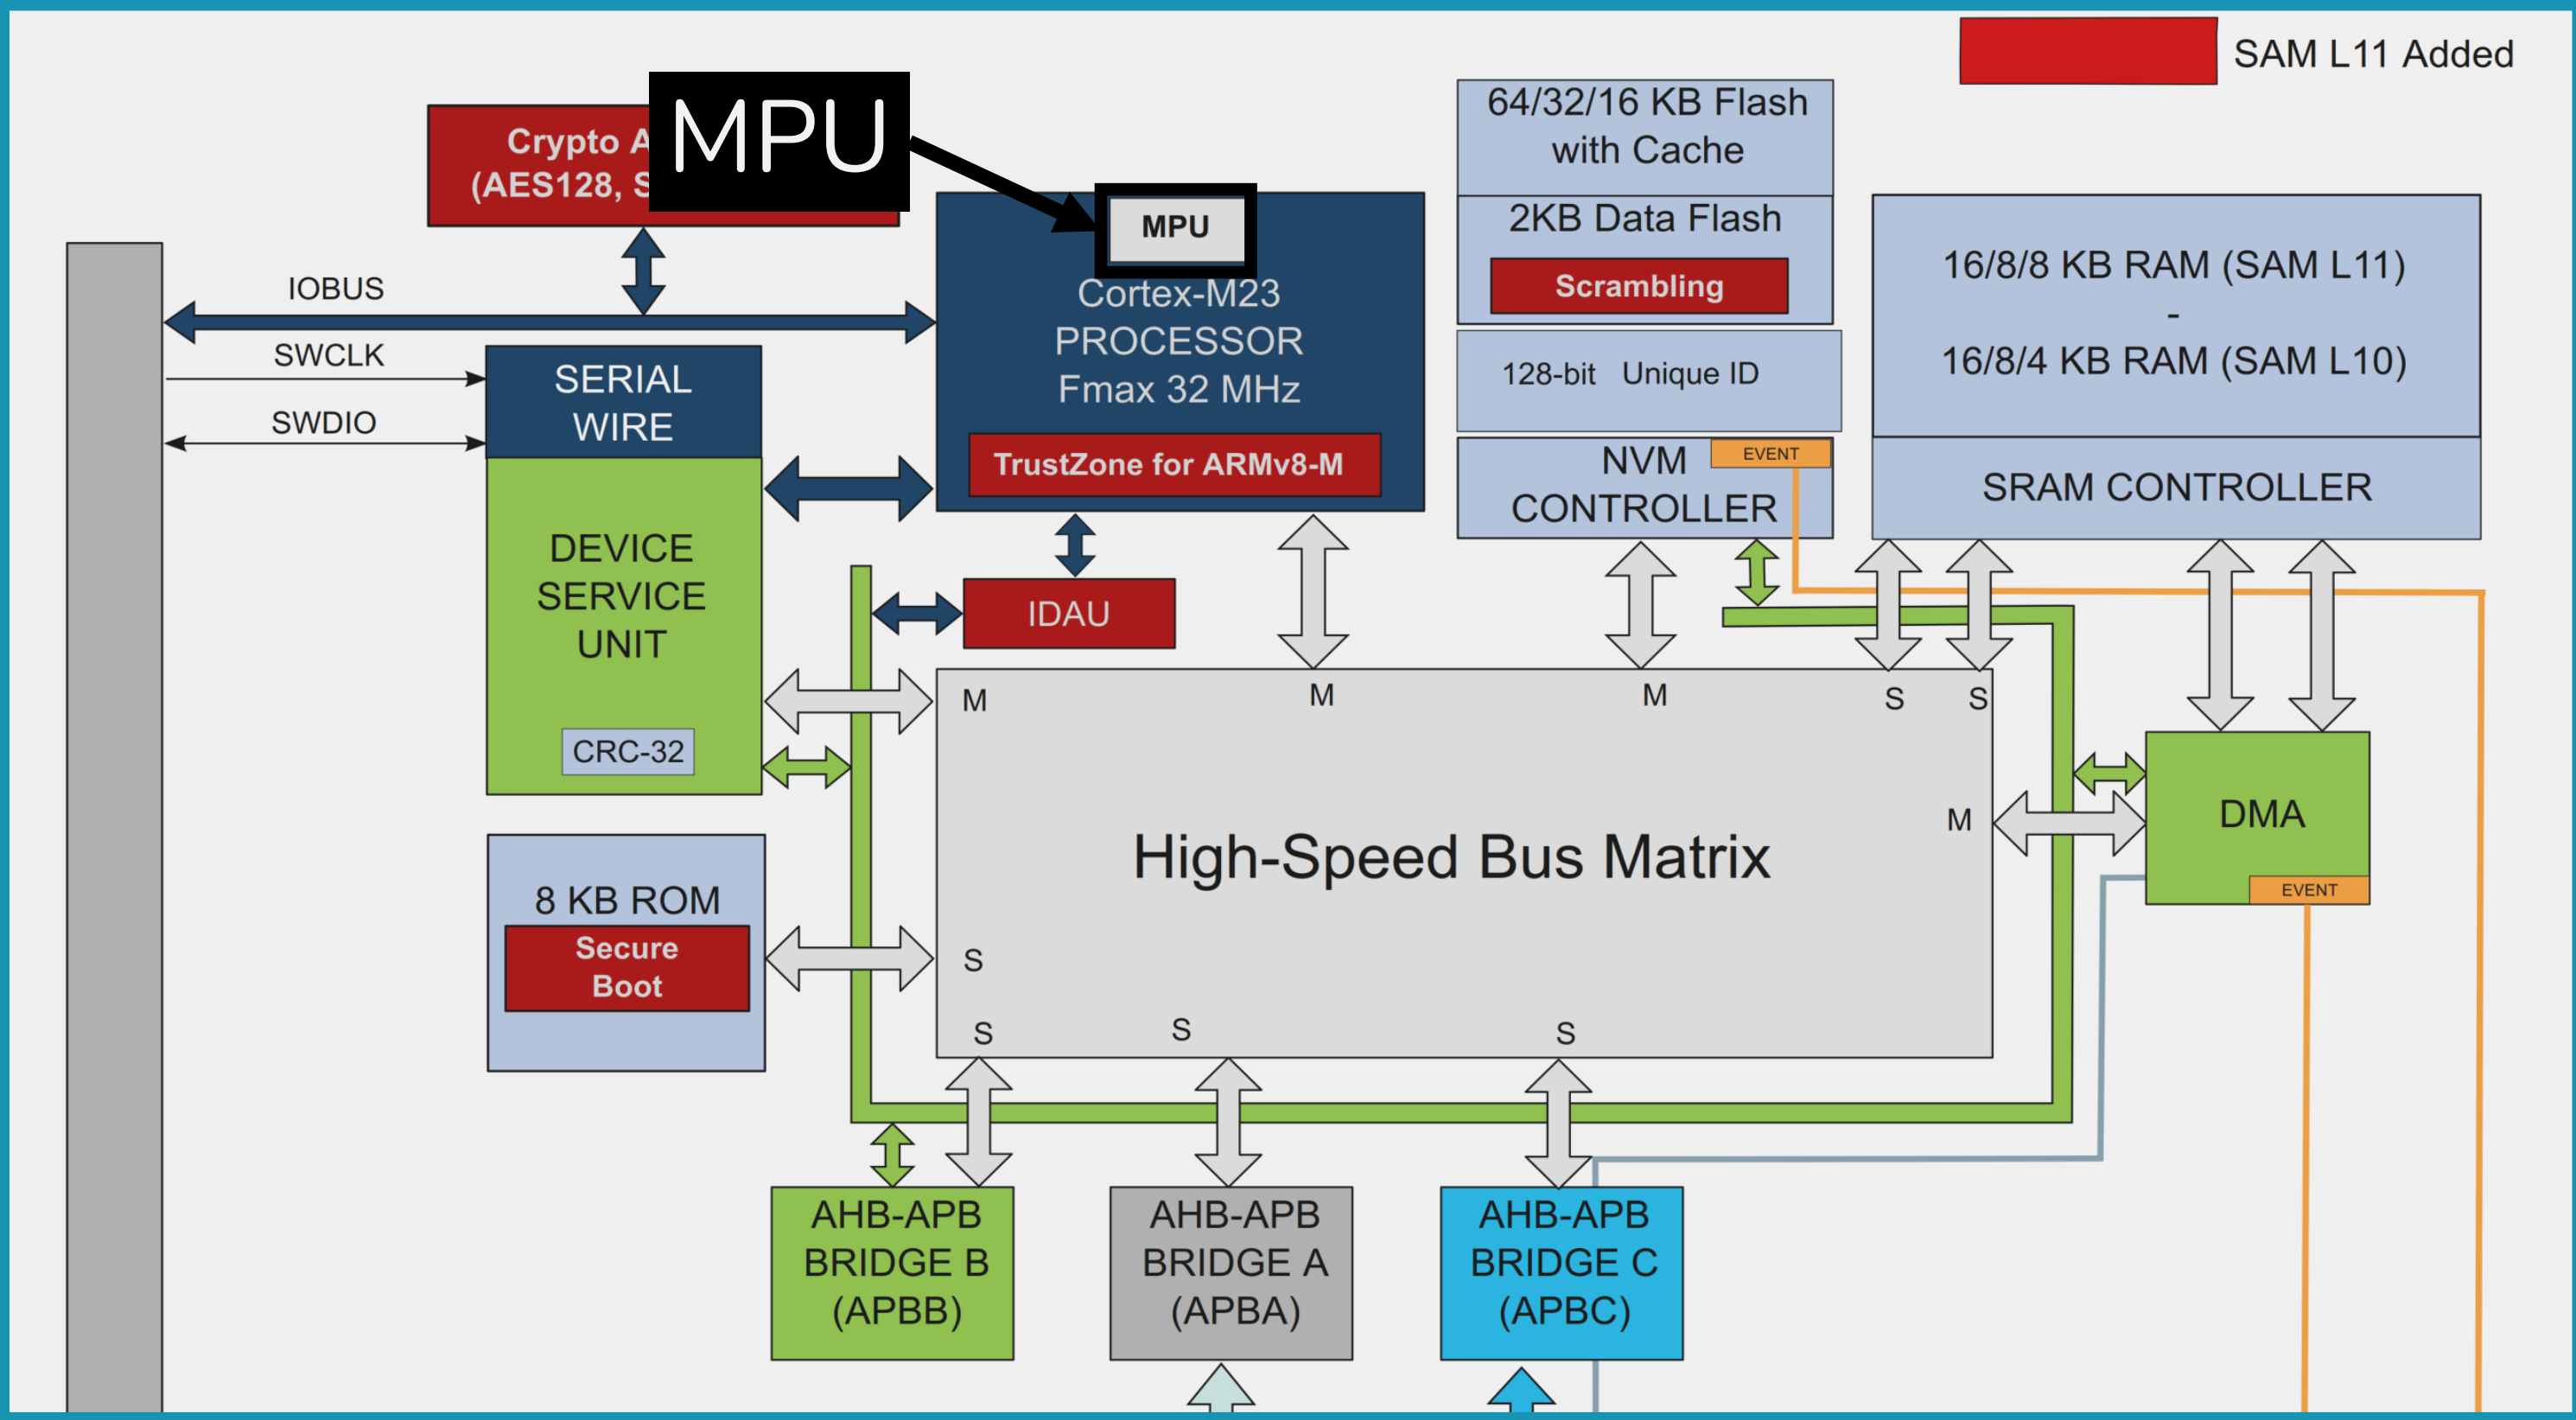 SAM L11 Added
MPU
Crypto
(AES128,
MPU
Cortex-M23
PROCESSOR
Fmax 32 MHz
TrustZone for ARMv8-M
64/32/16 KB Flash
with Cache
2KB Data Flash
Scrambling
128-bit Unique ID
NVM
CONTROLLER
EVENT
16/8/8 KB RAM (SAM L11)
-
16/8/4 KB RAM (SAM L10)
SRAM CONTROLLER
IOBUS
SWCLK
SWDIO
SERIAL
WIRE
DEVICE
SERVICE
UNIT
CRC-32
IDAU
M
M
M
S
S
High-Speed Bus Matrix
M
DMA
EVENT
8 KB ROM
Secure
Boot
S
S
S
S
AHB-APB
BRIDGE B
(APBB)
AHB-APB
BRIDGE A
(APBA)
AHB-APB
BRIDGE C
(APBC)